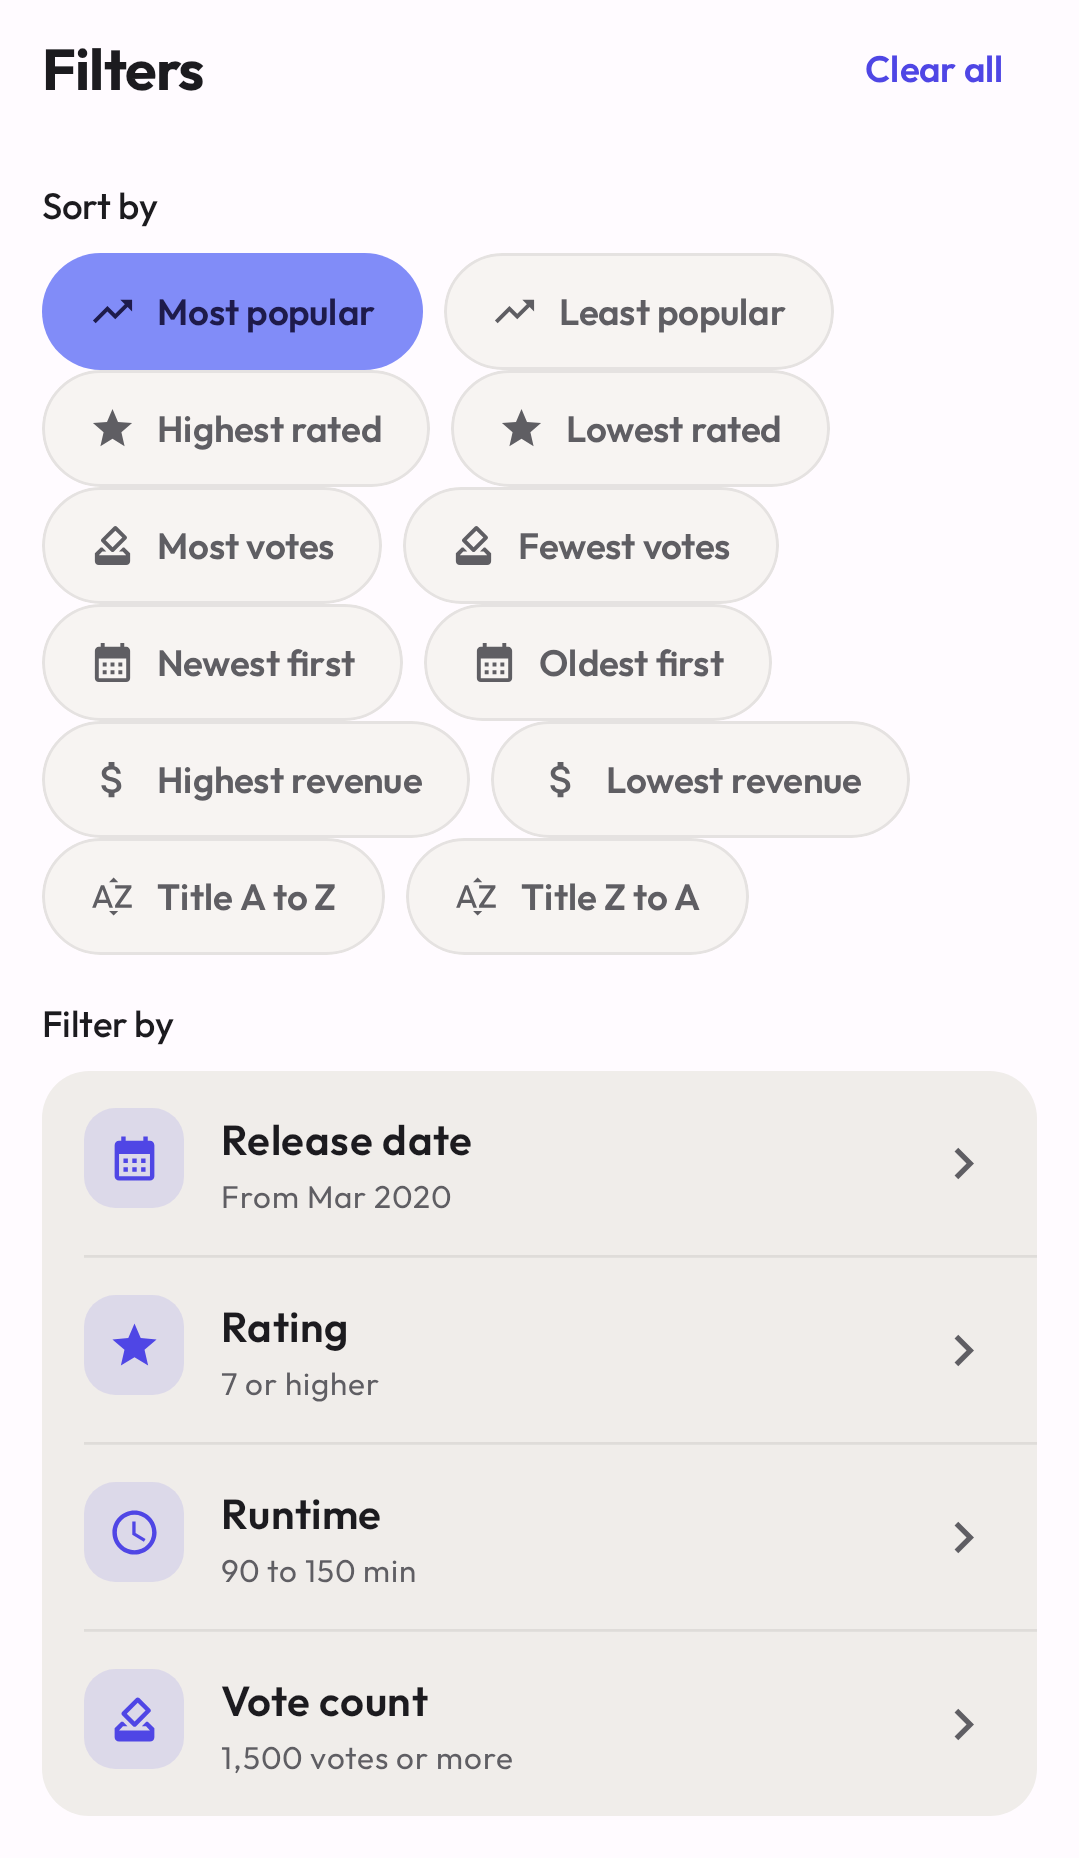 Filters
Clear all
Sort by
Most popular
Least popular
Highest rated
Lowest rated
Most votes
Fewest votes
Newest first
Oldest first
$ Highest revenue
$ Lowest revenue
AZ Title A to Z
AZ Title Z to A
Filter by
Release date
From Mar 2020
Rating
7 or higher
Runtime
90 to 150 min
Vote count
1,500 votes or more